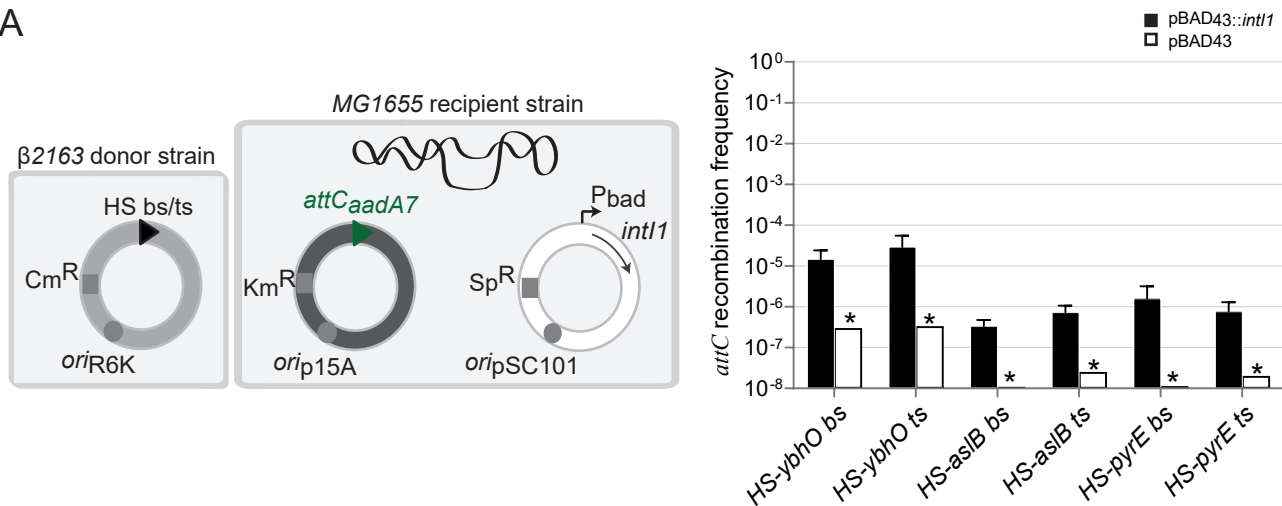 A
pBAD43::intI1
pBAD43
MG1655 recipient strain
β2163 donor strain
HS bs/ts
CmR
oriR6K
attCaadA7
KmR
orip15A
Pbad
intI1
SpR
oripSC101
attC recombination frequency
10⁰
10⁻¹
10⁻²
10⁻³
10⁻⁴
10⁻⁵
10⁻⁶
10⁻⁷
10⁻⁸
* * * * * *
HS-ybhO bs
HS-ybhO ts
HS-aslB bs
HS-aslB ts
HS-pyrE bs
HS-pyrE ts